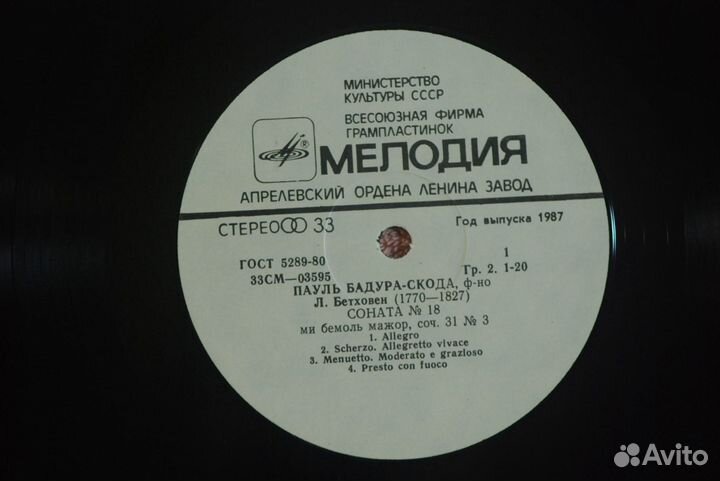 МИНИСТЕРСТВО
КУЛЬТУРЫ СССР
ВСЕСОЮЗНАЯ ФИРМА
ГРАМПЛАСТИНОК
® МЕЛОДИЯ
АПРЕЛЕВСКИЙ ОРДЕНА ЛЕНИНА ЗАВОД
СТЕРЕО 33
Год выпуска 1987
ГОСТ 5289-80
1
33СМ—03595
Гр. 2. 1-20
ПАУЛЬ БАДУРА-СКОДА, ф-но
Л. Бетховен (1770—1827)
СОНАТА № 18
ми бемоль мажор, соч. 31 № 3
1. Allegro
2. Scherzo. Allegretto vivace
3. Menuetto. Moderato e grazioso
4. Presto con fuoco
Avito